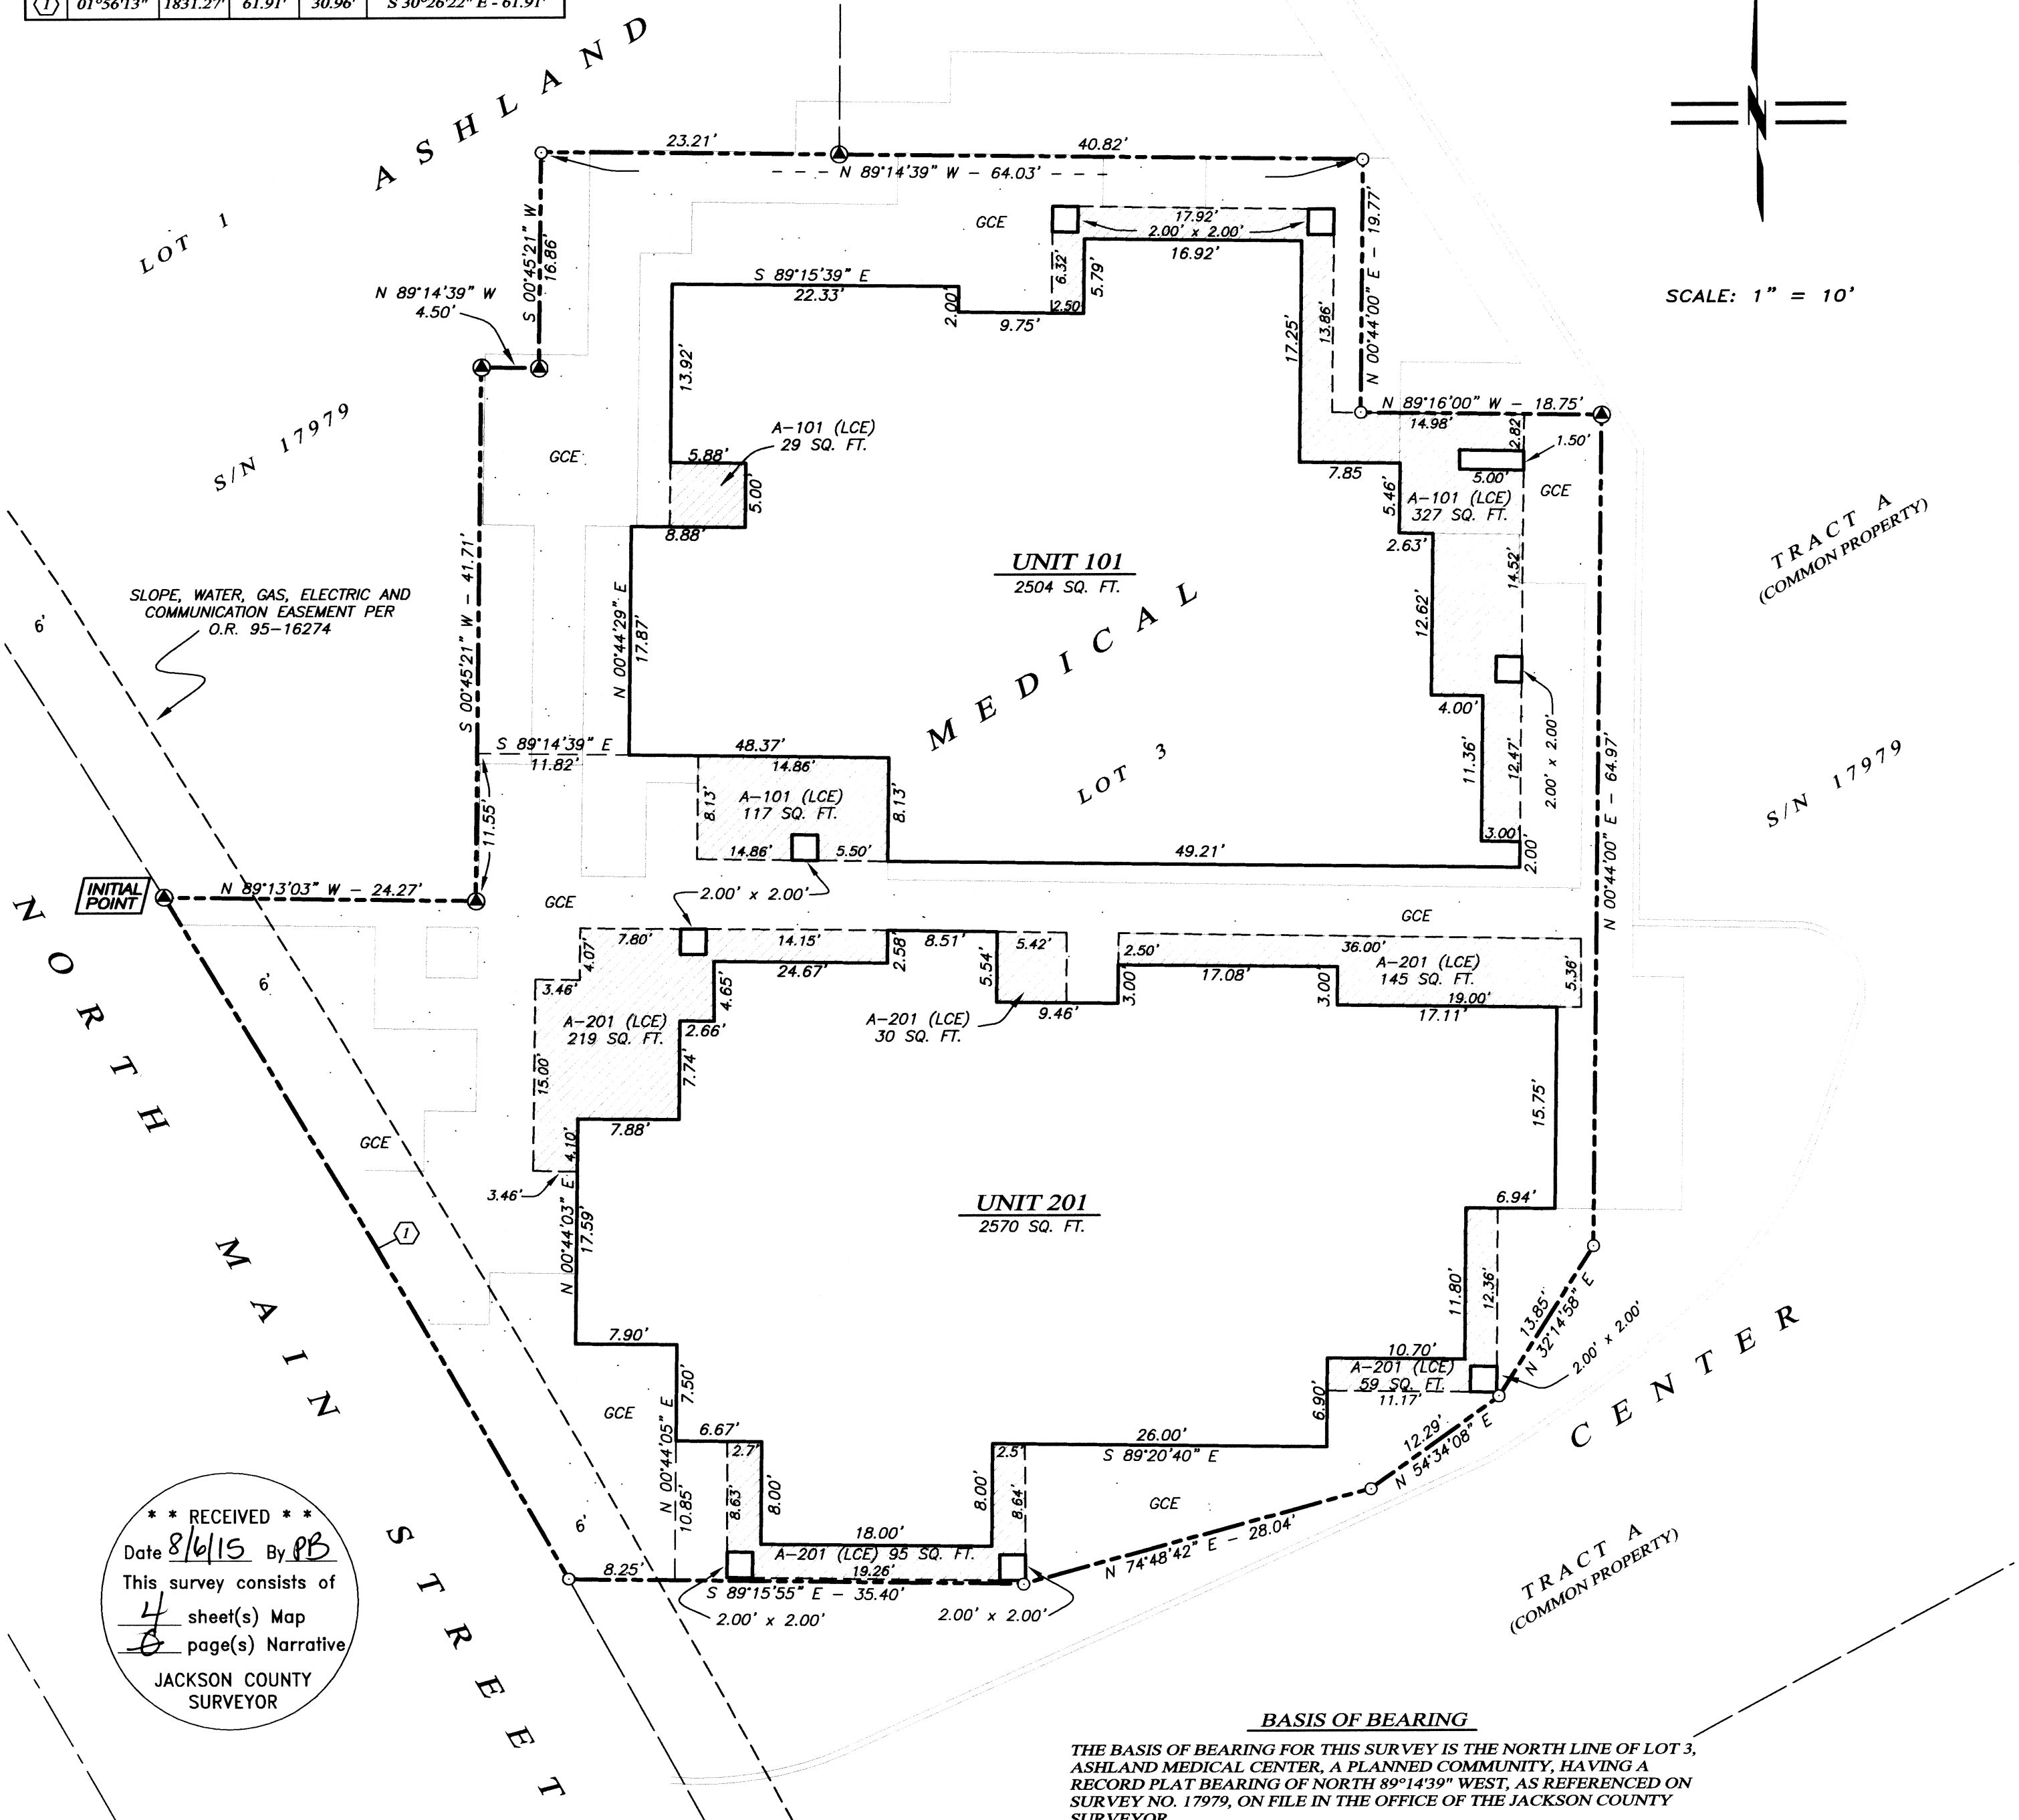 1 01°56'13" 1831.27' 61.91' 30.96' S 30°26'22" E - 61.91'
ASHLAND
LOT 1
23.21'
40.82'
- - - N 89°14'39" W - 64.03' - - -
S 00°45'21" W
16.86'
N 89°14'39" W
4.50'
GCE
17.92'
2.00' x 2.00'
16.92'
6.32'
5.79'
2.50'
N 00°44'00" E - 19.77'
SCALE: 1" = 10'
S 89°15'39" E
22.33'
2.00'
9.75'
13.92'
17.25'
13.86'
N 89°16'00" W - 18.75'
14.98'
2.82'
1.50'
5.00'
A-101 (LCE)
29 SQ. FT.
5.88'
5.00'
8.88'
GCE
S/N 17979
7.85
5.46'
A-101 (LCE)
327 SQ. FT.
GCE
2.63'
14.52'
TRACT A
(COMMON PROPERTY)
UNIT 101
2504 SQ. FT.
MEDICAL
LOT 3
S 00°45'21" W - 41.71'
SLOPE, WATER, GAS, ELECTRIC AND
COMMUNICATION EASEMENT PER
O.R. 95-16274
6'
N 00°44'29" E
17.87'
12.62'
4.00'
11.36'
12.47'
2.00' x 2.00'
3.00'
2.00'
N 00°44'00" E - 64.97'
S/N 17979
S 89°14'39" E
11.82'
48.37'
14.86'
A-101 (LCE)
117 SQ. FT.
8.13'
8.13'
14.86'
5.50'
49.21'
11.55'
INITIAL
POINT
N 89°13'03" W - 24.27'
2.00' x 2.00'
GCE
GCE
NORTH MAIN STREET
6'
7.80'
14.15'
4.07'
24.67'
2.58'
8.51'
5.54'
5.42'
2.50'
36.00'
A-201 (LCE)
145 SQ. FT.
5.36'
3.46'
4.65'
3.00'
17.08'
3.00'
19.00'
17.11'
A-201 (LCE)
219 SQ. FT.
2.66'
A-201 (LCE)
30 SQ. FT.
9.46'
15.00'
7.74'
7.88'
4.10'
3.46'
15.75'
GCE
1
UNIT 201
2570 SQ. FT.
N 00°44'03" E
17.59'
6.94'
11.80'
12.36'
13.85'
N 32°14'58" E
2.00' x 2.00'
CENTER
7.90'
7.50'
10.70'
A-201 (LCE)
59 SQ. FT.
11.17'
6.90'
GCE
N 00°44'05" E
10.85'
6.67'
2.7'
8.63'
8.00'
8.00'
2.5'
8.64'
26.00'
S 89°20'40" E
12.29'
N 54°34'08" E
GCE
18.00'
A-201 (LCE) 95 SQ. FT.
19.26'
N 74°48'42" E - 28.04'
6'
8.25'
S 89°15'55" E - 35.40'
2.00' x 2.00'
2.00' x 2.00'
TRACT A
(COMMON PROPERTY)
* * RECEIVED * *
Date 8/6/15 By PB
This survey consists of
4 sheet(s) Map
0 page(s) Narrative
JACKSON COUNTY
SURVEYOR
BASIS OF BEARING
THE BASIS OF BEARING FOR THIS SURVEY IS THE NORTH LINE OF LOT 3,
ASHLAND MEDICAL CENTER, A PLANNED COMMUNITY, HAVING A
RECORD PLAT BEARING OF NORTH 89°14'39" WEST, AS REFERENCED ON
SURVEY NO. 17979, ON FILE IN THE OFFICE OF THE JACKSON COUNTY
SURVEYOR